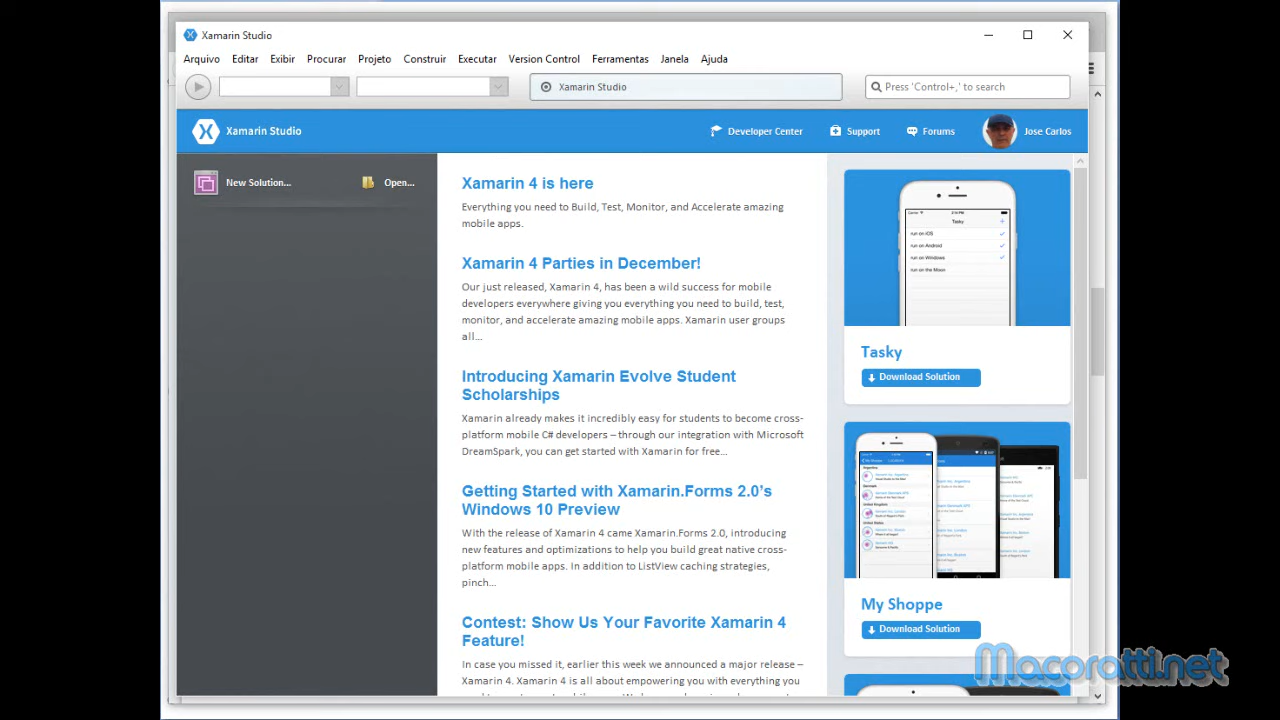 Xamarin Studio
Arquivo Editar Exibir Procurar Projeto Construir Executar Version Control Ferramentas Janela Ajuda
Xamarin Studio
Press 'Control+,' to search
Xamarin Studio
Developer Center
Support
Forums
Jose Carlos
New Solution...
Open...
Xamarin 4 is here
Everything you need to Build, Test, Monitor, and Accelerate amazing
mobile apps.
Xamarin 4 Parties in December!
Our just released, Xamarin 4, has been a wild success for mobile
developers everywhere giving you everything you need to build, test,
monitor, and accelerate amazing mobile apps. Xamarin user groups
all...
Introducing Xamarin Evolve Student
Scholarships
Xamarin already makes it incredibly easy for students to become cross-
platform mobile C# developers – through our integration with Microsoft
DreamSpark, you can get started with Xamarin for free...
Getting Started with Xamarin.Forms 2.0's
Windows 10 Preview
With the release of Xamarin 4 came Xamarin.Forms 2.0, introducing
new features and optimizations to help you build great native cross-
platform mobile apps. In addition to ListView caching strategies,
pinch...
Contest: Show Us Your Favorite Xamarin 4
Feature!
In case you missed it, earlier this week we announced a major release –
Xamarin 4. Xamarin 4 is all about empowering you with everything you
Tasky
run on iOS
run on Android
run on Windows
run on the Moon
Tasky
Download Solution
My Shoppe
Download Solution
Macoratti.net